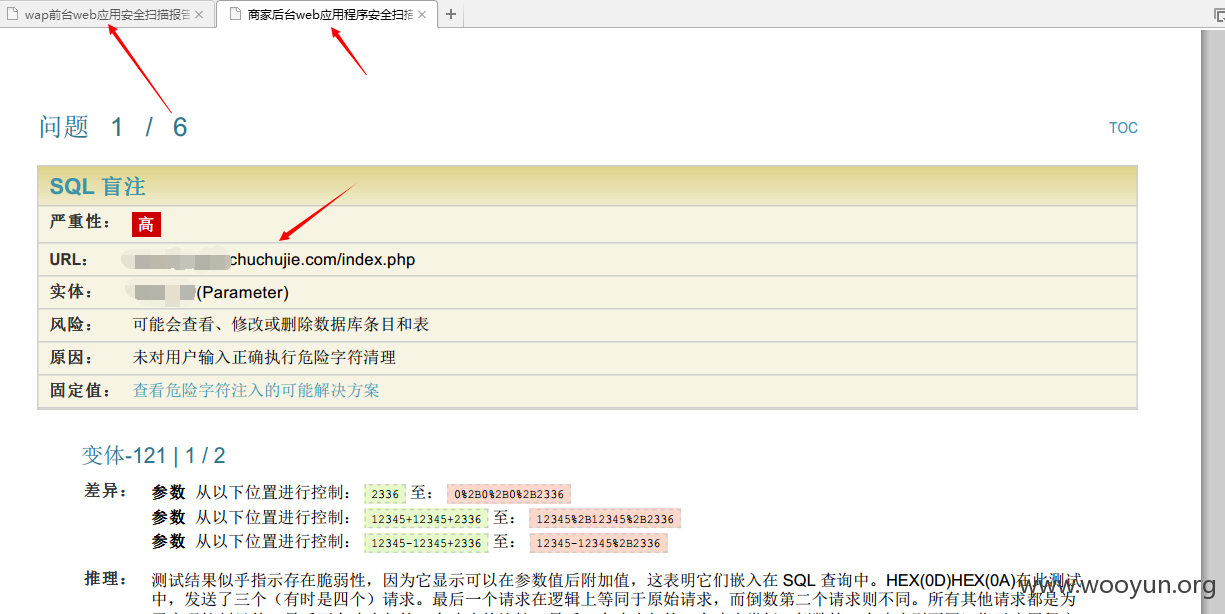 wap前台web应用安全扫描报告
商家后台web应用程序安全扫描
问题 1 / 6
TOC
SQL 盲注
严重性： 高
URL： chuchujie.com/index.php
实体： (Parameter)
风险： 可能会查看、修改或删除数据库条目和表
原因： 未对用户输入正确执行危险字符清理
固定值： 查看危险字符注入的可能解决方案
变体-121 | 1 / 2
差异： 参数 从以下位置进行控制： 2336 至： 0%2B0%2B0%2B2336
参数 从以下位置进行控制： 12345+12345+2336 至： 12345%2B12345%2B2336
参数 从以下位置进行控制： 12345-12345+2336 至： 12345-12345%2B2336
推理： 测试结果似乎指示存在脆弱性，因为它显示可以在参数值后附加值，这表明它们嵌入在 SQL 查询中。HEX(0D)HEX(0A)在此测试
中，发送了三个（有时是四个）请求。最后一个请求在逻辑上等同于原始请求，而倒数第二个请求则不同。所有其他请求都是为
www.wooyun.org